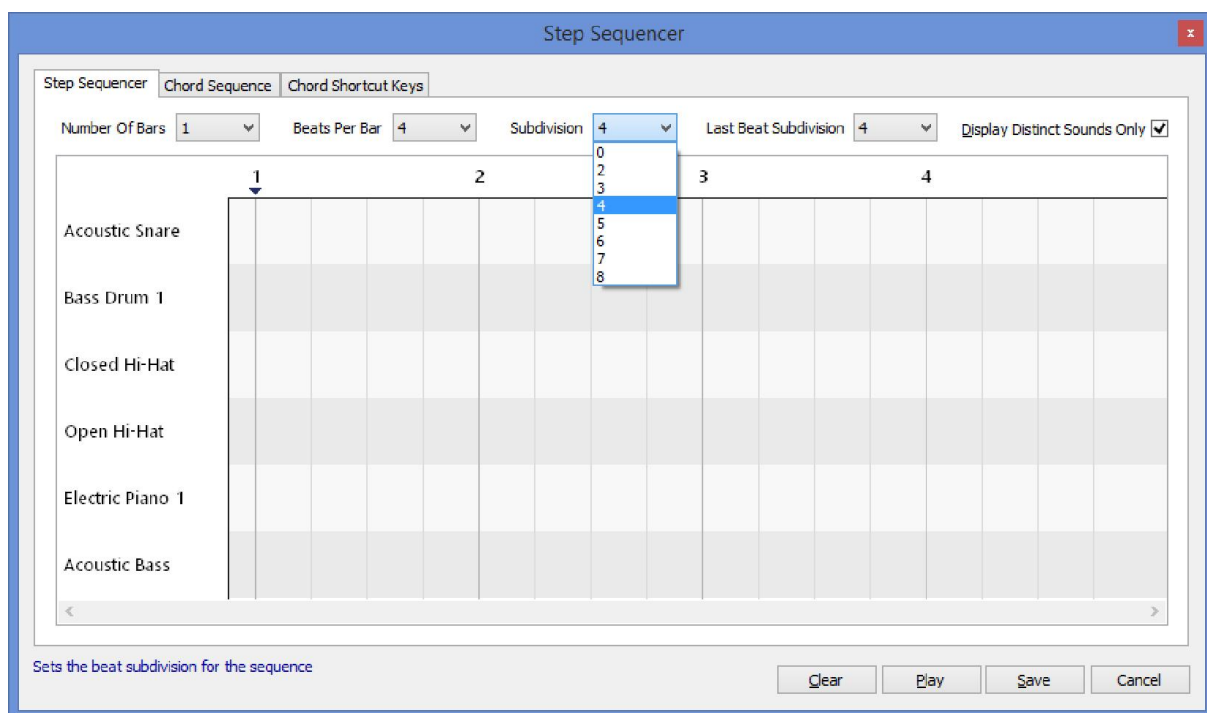 Step Sequencer
x
Step Sequencer Chord Sequence Chord Shortcut Keys
Number Of Bars 1 Beats Per Bar 4 Subdivision 4 Last Beat Subdivision 4 Display Distinct Sounds Only
0
2
3
4
5
6
7
8
1 2 3 4
Acoustic Snare
Bass Drum 1
Closed Hi-Hat
Open Hi-Hat
Electric Piano 1
Acoustic Bass
Sets the beat subdivision for the sequence
Clear Play Save Cancel